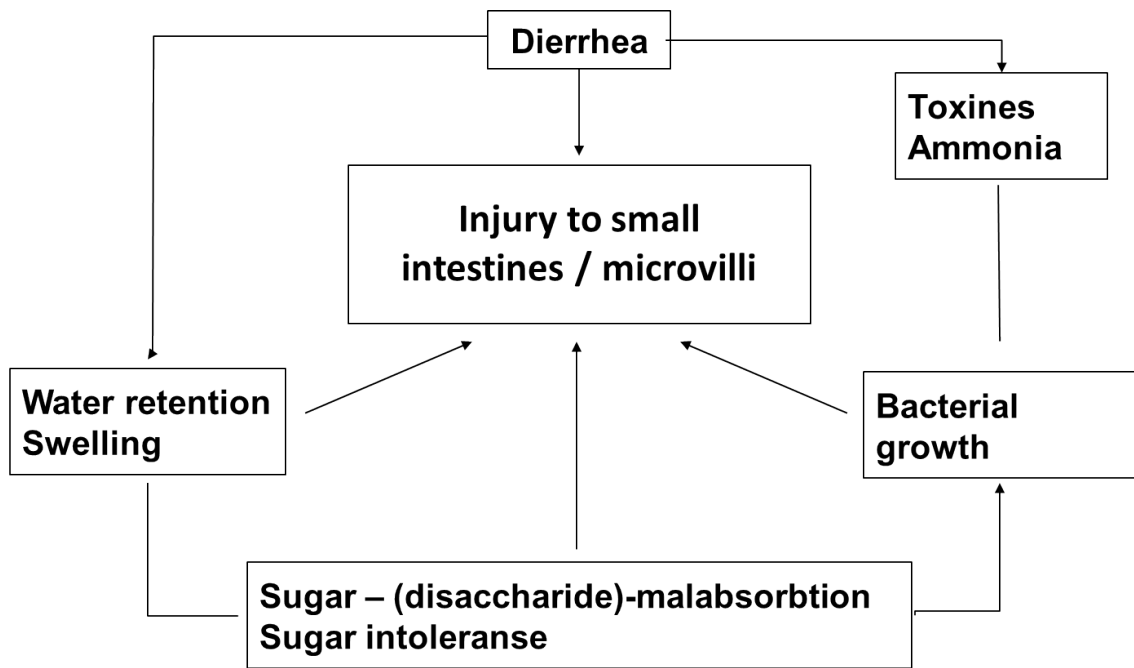 Dierrhea
Toxines
Ammonia
Injury to small
intestines / microvilli
Water retention
Swelling
Bacterial
growth
Sugar – (disaccharide)-malabsorbtion
Sugar intoleranse